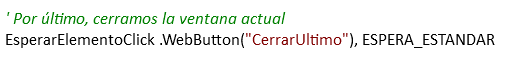 ' Por último, cerramos la ventana actual
EsperarElementoClick .WebButton("CerrarUltimo"), ESPERA_ESTANDAR